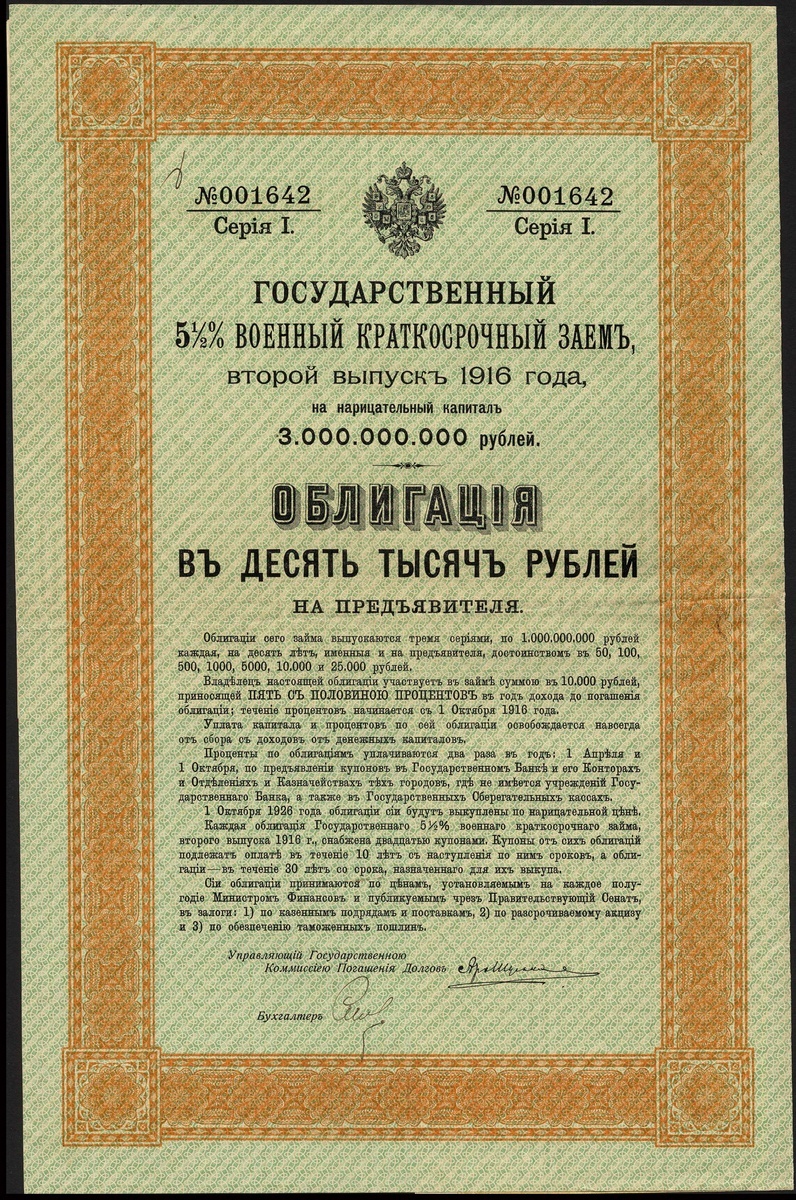 №001642
Серія I.
№001642
Серія I.
ГОСУДАРСТВЕННЫЙ
5½% ВОЕННЫЙ КРАТКОСРОЧНЫЙ ЗАЕМЪ,
ВТОРОЙ ВЫПУСКЪ 1916 ГОДА,
на нарицательный капиталъ
3.000.000.000 рублей.
ОБЛИГАЦІЯ
ВЪ ДЕСЯТЬ ТЫСЯЧЪ РУБЛЕЙ
НА ПРЕДЪЯВИТЕЛЯ.
Облигаціи сего займа выпускаются тремя серіями, по 1.000.000.000 рублей
каждая, на десять лѣтъ, именныя и на предъявителя, достоинствомъ въ 50, 100,
500, 1000, 5000, 10.000 и 25.000 рублей.
Владѣлецъ настоящей облигаціи участвуетъ въ займѣ суммою въ 10.000 рублей,
приносящей ПЯТЬ СЪ ПОЛОВИНОЮ ПРОЦЕНТОВЪ въ годъ дохода до погашенія
облигаціи; теченіе процентовъ начинается съ 1 Октября 1916 года.
Уплата капитала и процентовъ по сей облигаціи освобождается навсегда
отъ сбора съ доходовъ отъ денежныхъ капиталовъ.
Проценты по облигаціямъ уплачиваются два раза въ годъ: 1 Апрѣля и
1 Октября, по предъявленіи купоновъ въ Государственномъ Банкѣ и его Конторахъ
и Отдѣленіяхъ и Казначействахъ тѣхъ городовъ, гдѣ не имѣется учрежденій Госу-
дарственнаго Банка, а также въ Государственныхъ Сберегательныхъ кассахъ.
1 Октября 1926 года облигаціи сіи будутъ выкуплены по нарицательной цѣнѣ.
Каждая облигація Государственнаго 5½% военнаго краткосрочнаго займа,
второго выпуска 1916 г., снабжена двадцатью купонами. Купоны отъ сихъ облигацій
подлежатъ оплатѣ въ теченіе 10 лѣтъ съ наступленія по нимъ сроковъ, а обли-
гаціи—въ теченіе 30 лѣтъ со срока, назначеннаго для ихъ выкупа.
Сіи облигаціи принимаются по цѣнамъ, установляемымъ на каждое полу-
годіе Министромъ Финансовъ и публикуемымъ чрезъ Правительствующій Сенатъ,
въ залоги: 1) по казеннымъ подрядамъ и поставкамъ, 2) по разсрочиваемому акцизу
и 3) по обезпеченію таможенныхъ пошлинъ.
Управляющій Государственною
Коммиссіею Погашенія Долговъ
Бухгалтеръ